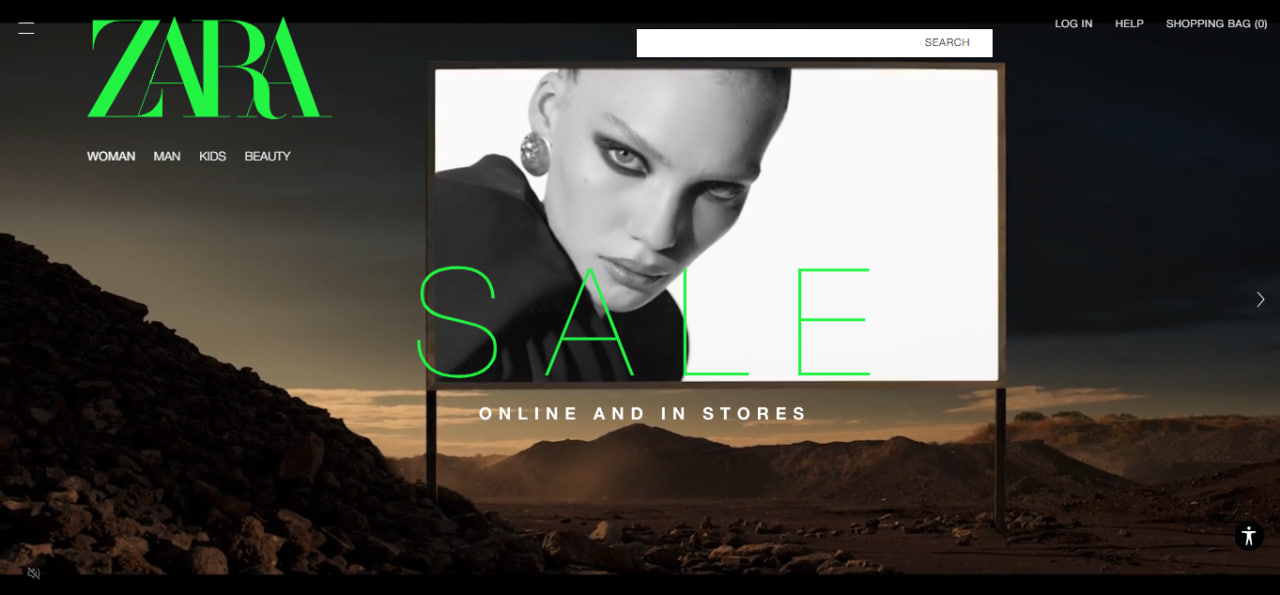 ZARA
LOG IN HELP SHOPPING BAG (0)
SEARCH
WOMAN MAN KIDS BEAUTY
SALE
ONLINE AND IN STORES